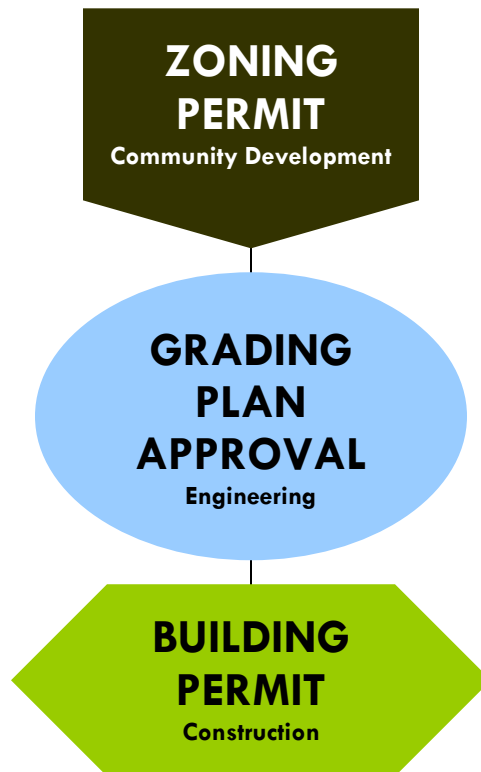 ZONING
PERMIT
Community Development
GRADING
PLAN
APPROVAL
Engineering
BUILDING
PERMIT
Construction